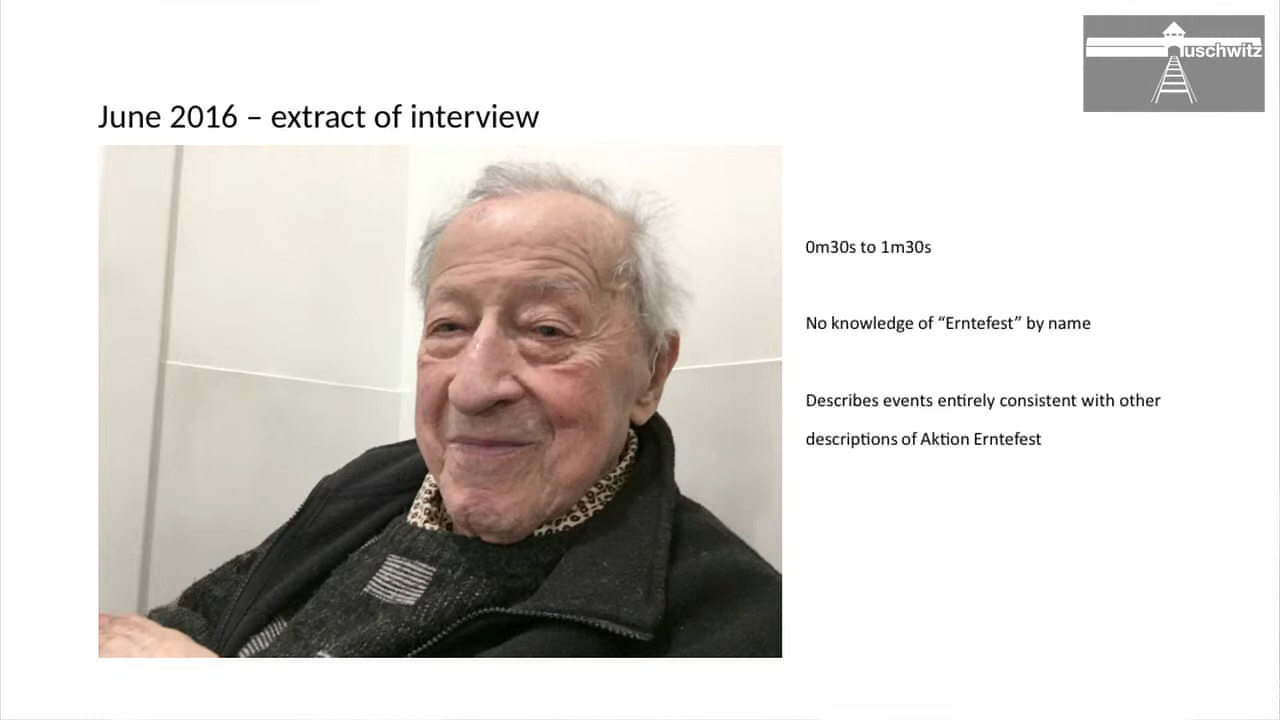 uschwitz
June 2016 – extract of interview
0m30s to 1m30s
No knowledge of “Erntefest” by name
Describes events entirely consistent with other
descriptions of Aktion Erntefest